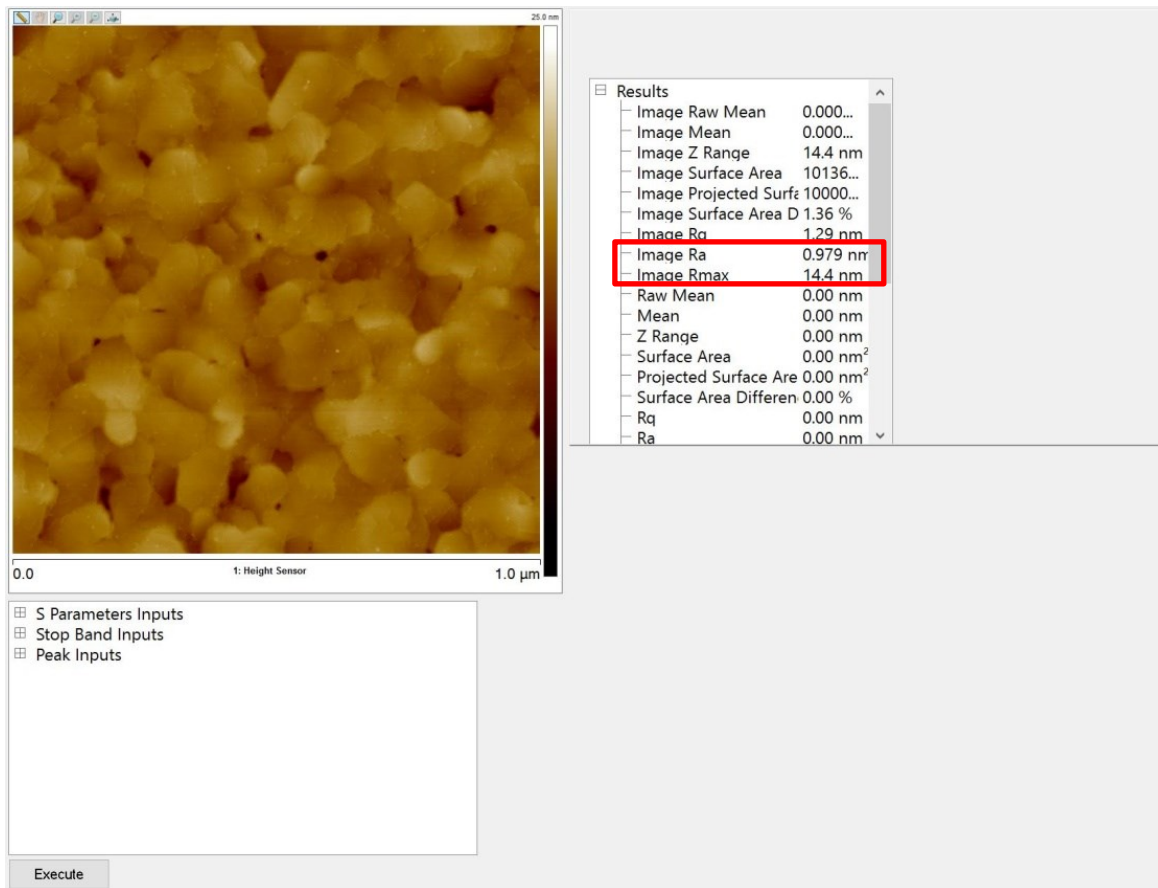 25.0 nm
0.0
1: Height Sensor
1.0 µm
Results
Image Raw Mean 0.000...
Image Mean 0.000...
Image Z Range 14.4 nm
Image Surface Area 10136...
Image Projected Surfa 10000...
Image Surface Area D 1.36 %
Image Rq 1.29 nm
Image Ra 0.979 nm
Image Rmax 14.4 nm
Raw Mean 0.00 nm
Mean 0.00 nm
Z Range 0.00 nm
Surface Area 0.00 nm²
Projected Surface Are 0.00 nm²
Surface Area Differen 0.00 %
Rq 0.00 nm
Ra 0.00 nm
S Parameters Inputs
Stop Band Inputs
Peak Inputs
Execute